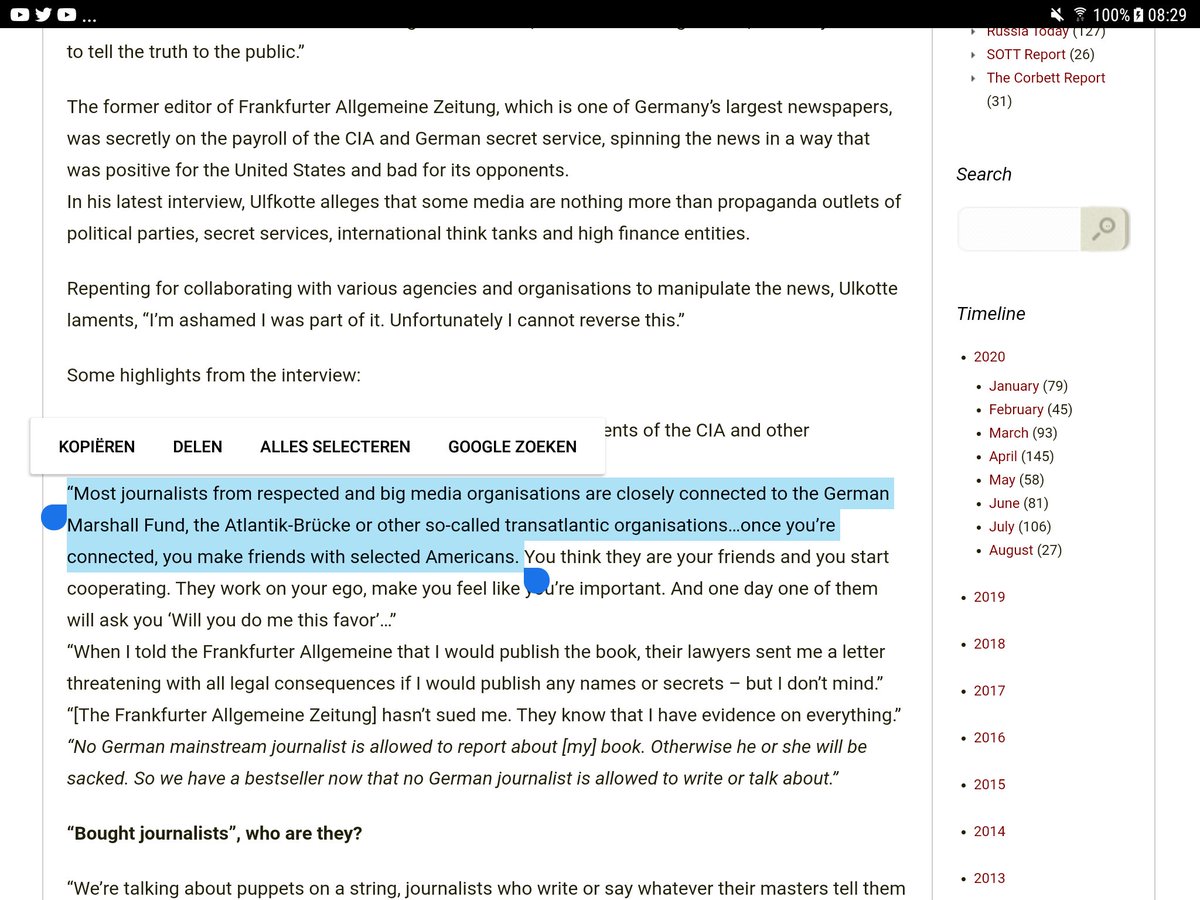 ... 100% 08:29
to tell the truth to the public.”
The former editor of Frankfurter Allgemeine Zeitung, which is one of Germany’s largest newspapers,
was secretly on the payroll of the CIA and German secret service, spinning the news in a way that
was positive for the United States and bad for its opponents.
In his latest interview, Ulfkotte alleges that some media are nothing more than propaganda outlets of
political parties, secret services, international think tanks and high finance entities.
Repenting for collaborating with various agencies and organisations to manipulate the news, Ulkotte
laments, “I’m ashamed I was part of it. Unfortunately I cannot reverse this.”
Some highlights from the interview:
ents of the CIA and other
KOPIËREN DELEN ALLES SELECTEREN GOOGLE ZOEKEN
“Most journalists from respected and big media organisations are closely connected to the German
Marshall Fund, the Atlantik-Brücke or other so-called transatlantic organisations…once you’re
connected, you make friends with selected Americans. You think they are your friends and you start
cooperating. They work on your ego, make you feel like you’re important. And one day one of them
will ask you ‘Will you do me this favor’…”
“When I told the Frankfurter Allgemeine that I would publish the book, their lawyers sent me a letter
threatening with all legal consequences if I would publish any names or secrets – but I don’t mind.”
“[The Frankfurter Allgemeine Zeitung] hasn’t sued me. They know that I have evidence on everything.”
“No German mainstream journalist is allowed to report about [my] book. Otherwise he or she will be
sacked. So we have a bestseller now that no German journalist is allowed to write or talk about.”
“Bought journalists”, who are they?
“We’re talking about puppets on a string, journalists who write or say whatever their masters tell them
Russia Today (127)
SOTT Report (26)
The Corbett Report
(31)
Search
Timeline
2020
January (79)
February (45)
March (93)
April (145)
May (58)
June (81)
July (106)
August (27)
2019
2018
2017
2016
2015
2014
2013